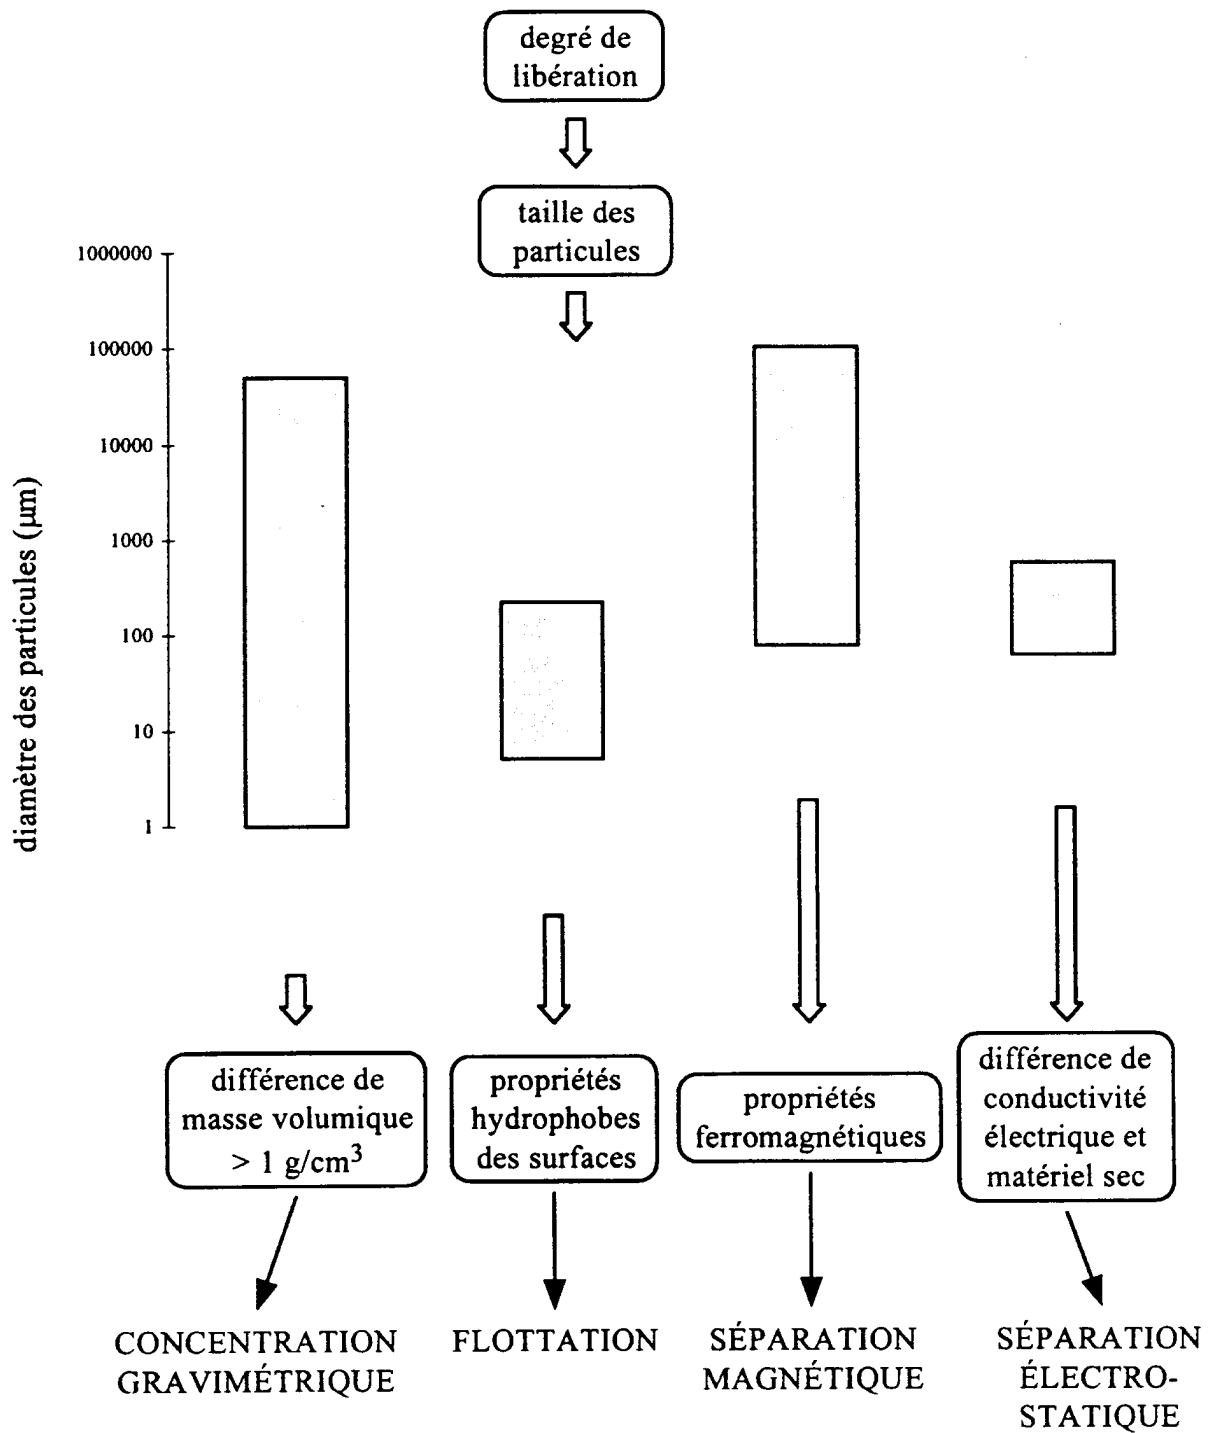 degré de
libération
taille des
particules
1000000
100000
10000
1000
100
10
1
diamètre des particules (µm)
différence de
masse volumique
> 1 g/cm³
propriétés
hydrophobes
des surfaces
propriétés
ferromagnétiques
différence de
conductivité
électrique et
matériel sec
CONCENTRATION
GRAVIMÉTRIQUE
FLOTTATION
SÉPARATION
MAGNÉTIQUE
SÉPARATION
ÉLECTRO-
STATIQUE